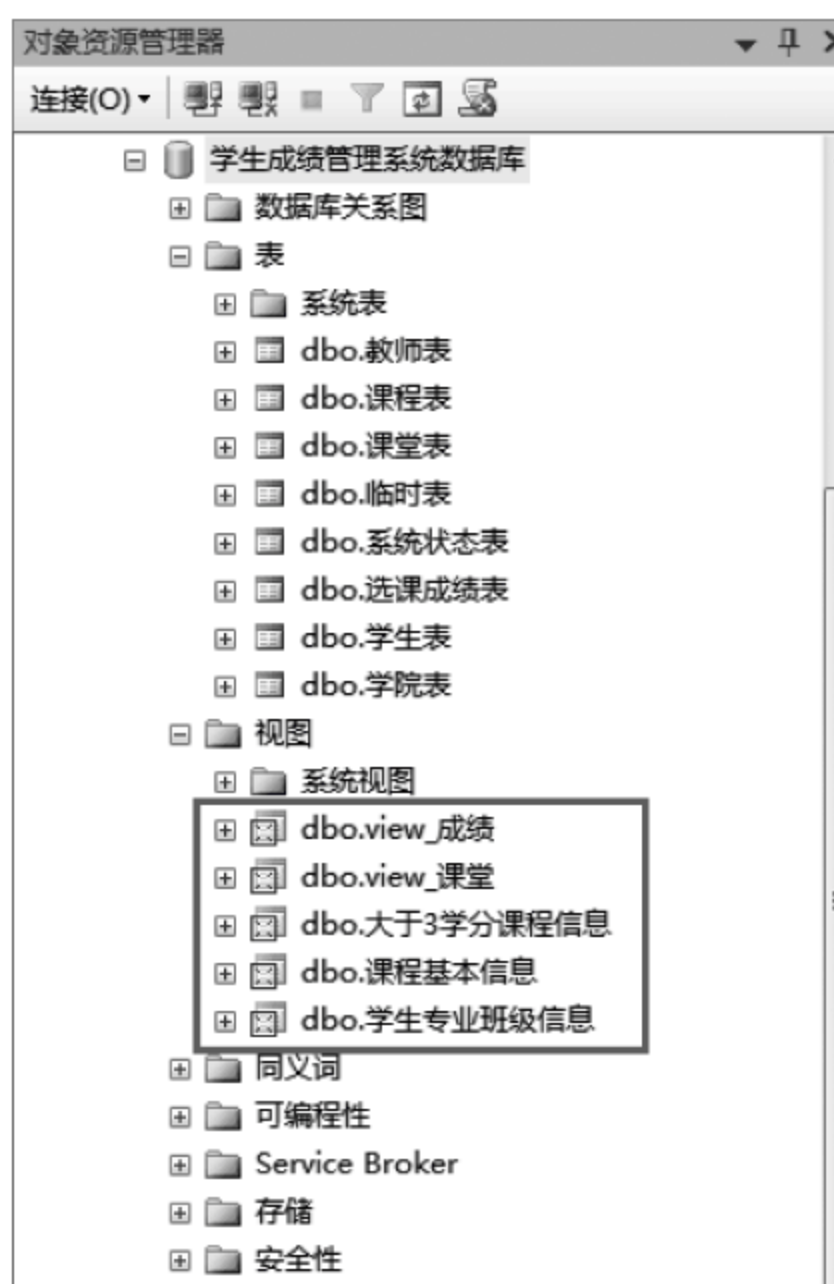 对象资源管理器
连接(O)
学生成绩管理系统数据库
数据库关系图
表
系统表
dbo.教师表
dbo.课程表
dbo.课堂表
dbo.临时表
dbo.系统状态表
dbo.选课成绩表
dbo.学生表
dbo.学院表
视图
系统视图
dbo.view_成绩
dbo.view_课堂
dbo.大于3学分课程信息
dbo.课程基本信息
dbo.学生专业班级信息
同义词
可编程性
Service Broker
存储
安全性